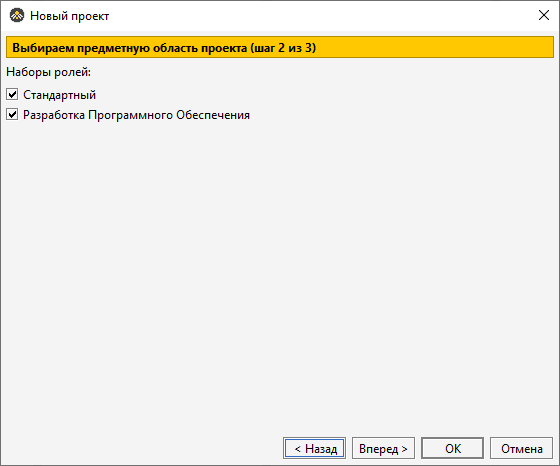 Новый проект
Выбираем предметную область проекта (шаг 2 из 3)
Наборы ролей:
Стандартный
Разработка Программного Обеспечения
< Назад Вперед > OK Отмена